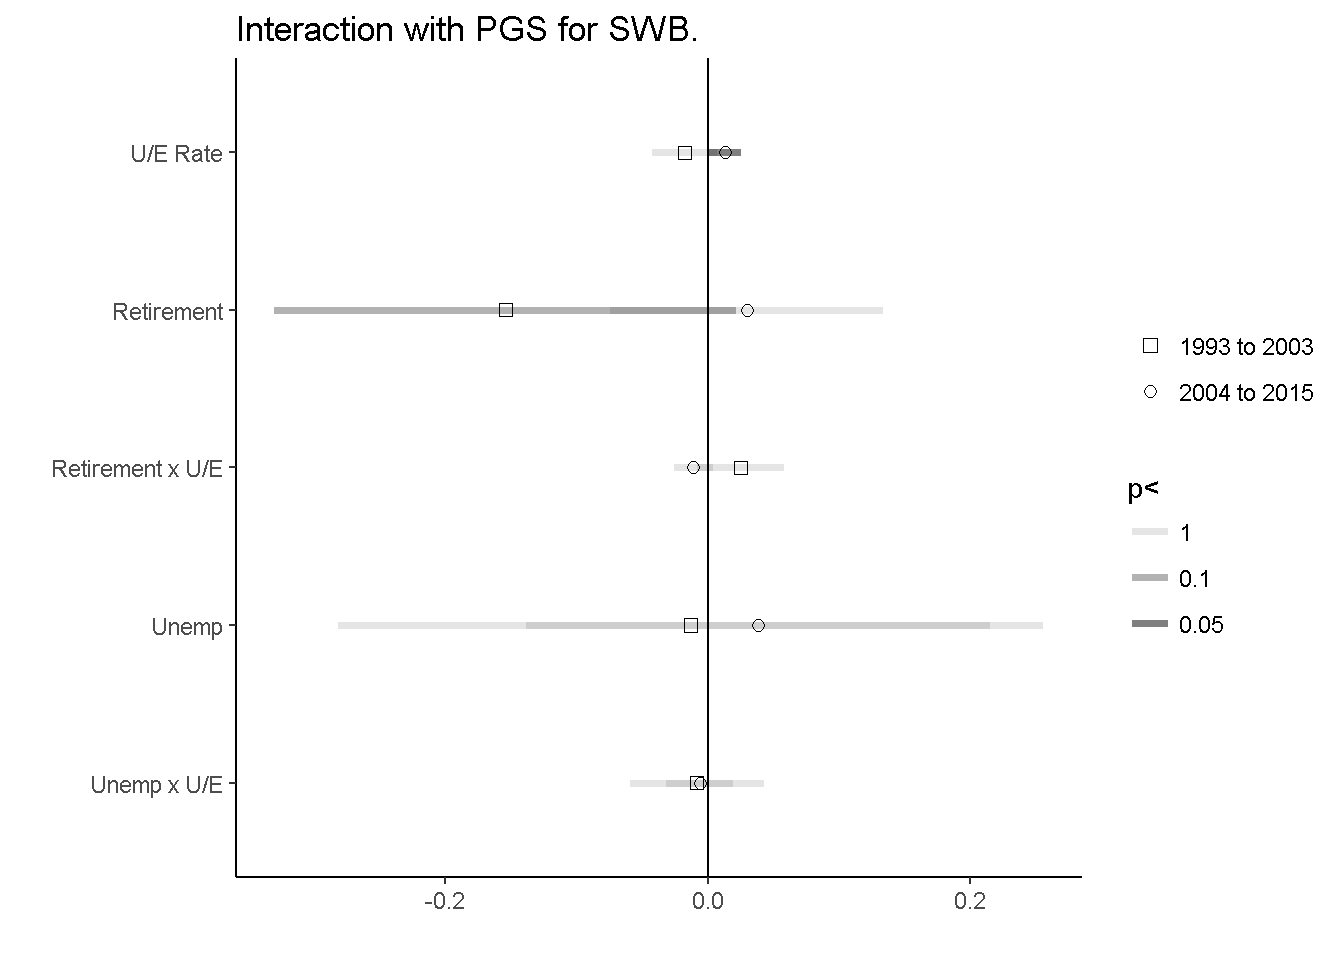 Interaction with PGS for SWB.
U/E Rate
Retirement
Retirement x U/E
Unemp
Unemp x U/E
-0.2
0.0
0.2
1993 to 2003
2004 to 2015
p<
1
0.1
0.05